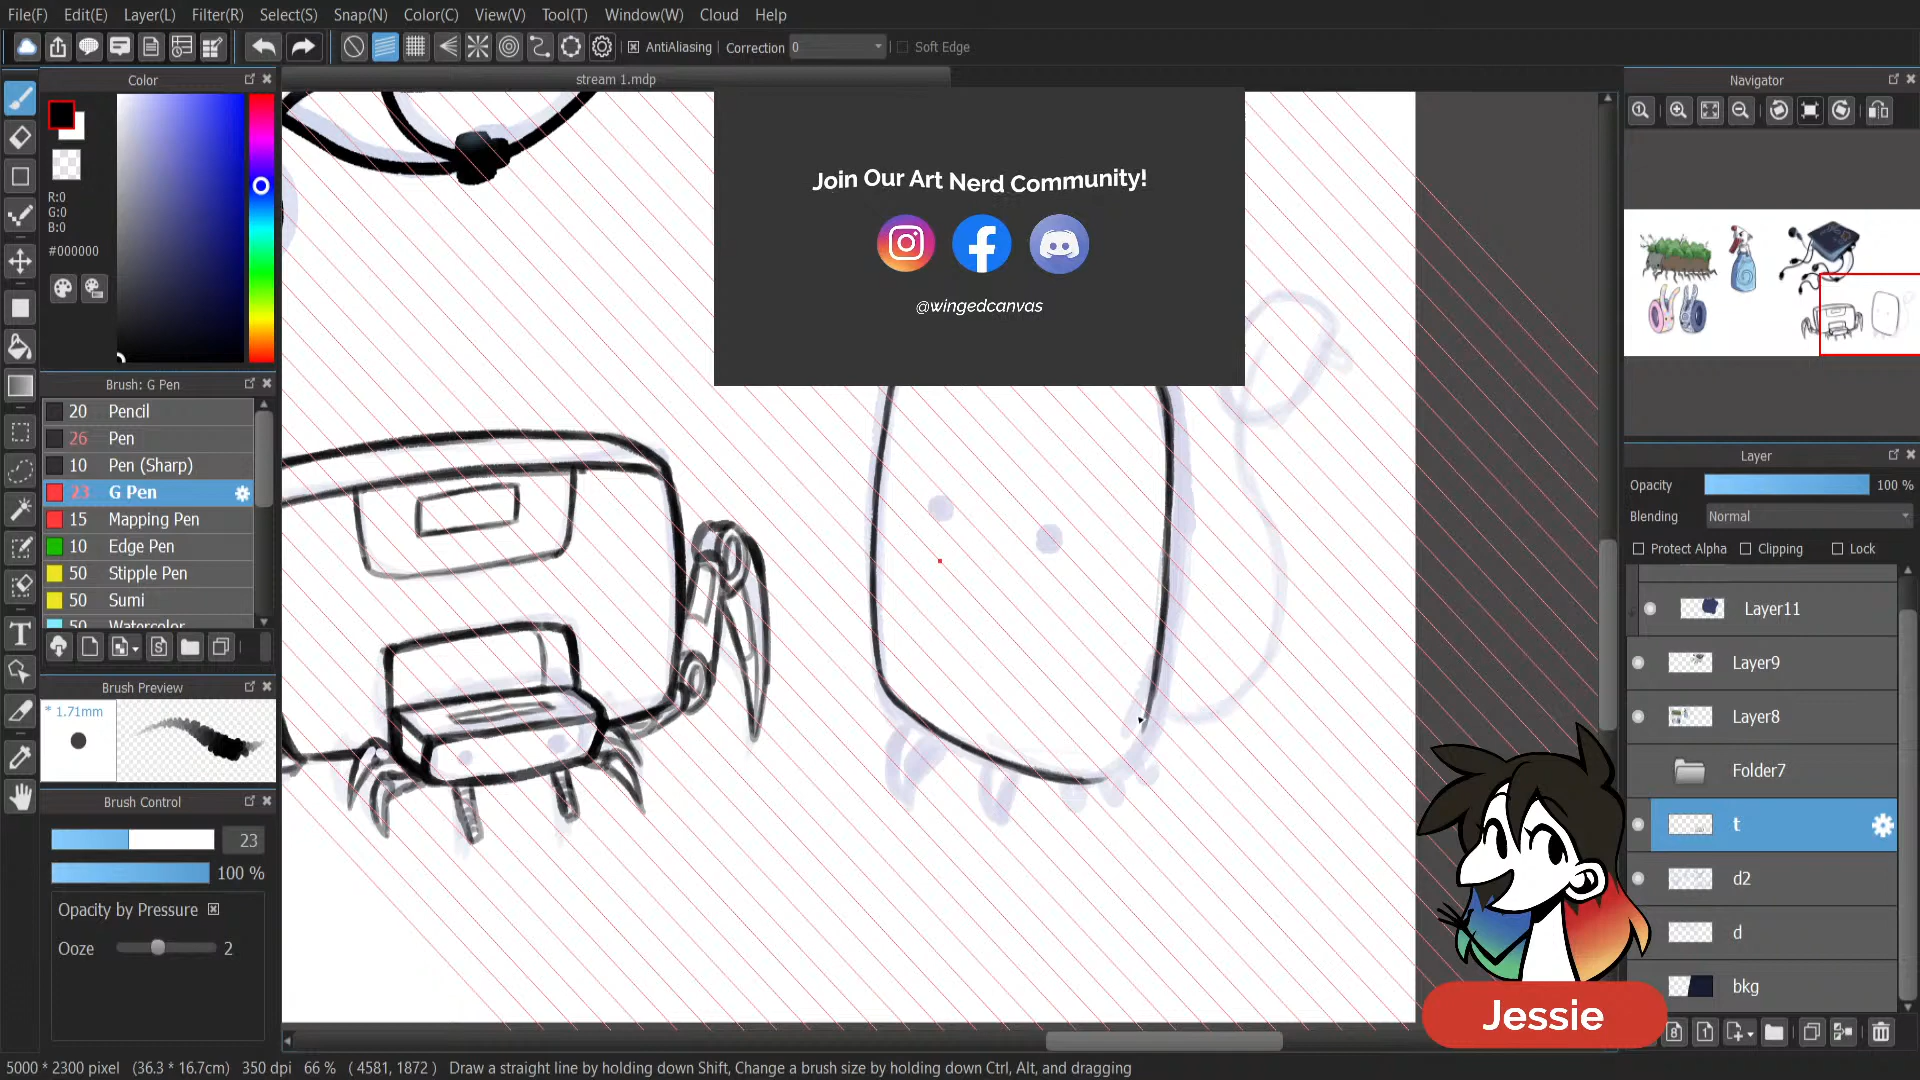 File(F) Edit(E) Layer(L) Filter(R) Select(S) Snap(N) Color(C) View(V) Tool(T) Window(W) Cloud Help
AntiAliasing Correction 0 Soft Edge
Color
stream 1.mdp
Navigator
R:0
G:0
B:0
#000000
Join Our Art Nerd Community!
@wingedcanvas
Brush: G Pen
20 Pencil
26 Pen
10 Pen (Sharp)
23 G Pen
15 Mapping Pen
10 Edge Pen
50 Stipple Pen
50 Sumi
Watercolor
Brush Preview
* 1.71mm
Brush Control
23
100 %
Opacity by Pressure
Ooze 2
Layer
Opacity 100 %
Blending Normal
Protect Alpha Clipping Lock
Layer11
Layer9
Layer8
Folder7
t
d2
d
bkg
Jessie
5000 * 2300 pixel (36.3 * 16.7cm) 350 dpi 66 % ( 4581, 1872 ) Draw a straight line by holding down Shift, Change a brush size by holding down Ctrl, Alt, and dragging